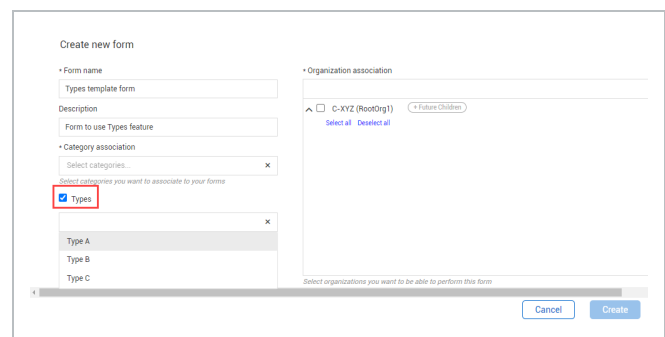 Create new form
* Form name
Types template form
Description
Form to use Types feature
* Category association
Select categories...
×
Select categories you want to associate to your forms
Types
×
Type A
Type B
Type C
* Organization association
C-XYZ (RootOrg1)
+ Future Children
Select all Deselect all
Select organizations you want to be able to perform this form
Cancel
Create